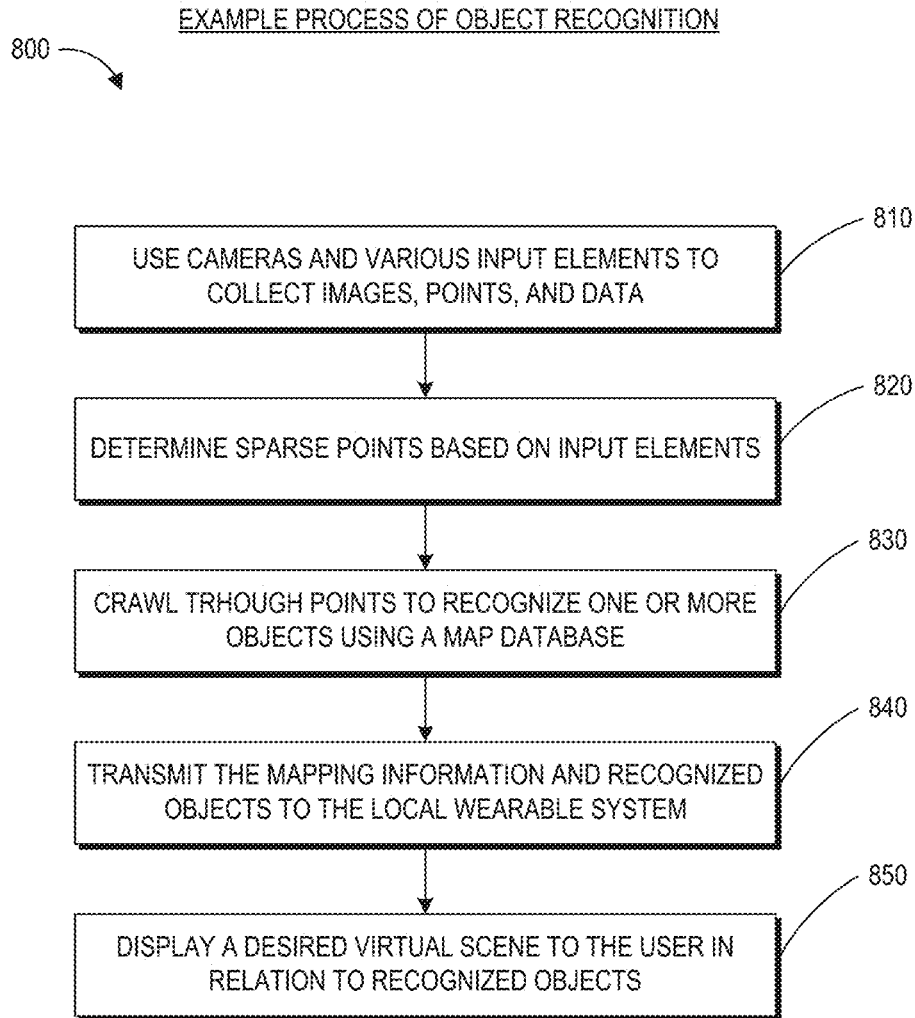 EXAMPLE PROCESS OF OBJECT RECOGNITION
800
810
USE CAMERAS AND VARIOUS INPUT ELEMENTS TO
COLLECT IMAGES, POINTS, AND DATA
820
DETERMINE SPARSE POINTS BASED ON INPUT ELEMENTS
830
CRAWL TRHOUGH POINTS TO RECOGNIZE ONE OR MORE
OBJECTS USING A MAP DATABASE
840
TRANSMIT THE MAPPING INFORMATION AND RECOGNIZED
OBJECTS TO THE LOCAL WEARABLE SYSTEM
850
DISPLAY A DESIRED VIRTUAL SCENE TO THE USER IN
RELATION TO RECOGNIZED OBJECTS